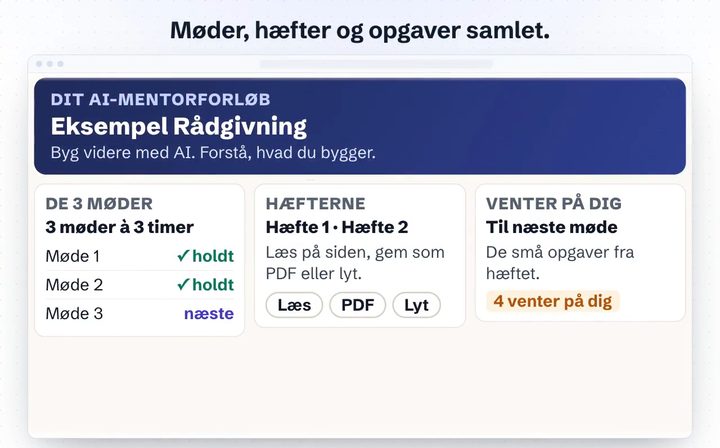 Møder, hæfter og opgaver samlet.
DIT AI-MENTORFORLØB
Eksempel Rådgivning
Byg videre med AI. Forstå, hvad du bygger.
DE 3 MØDER
3 møder à 3 timer
Møde 1 ✓ holdt
Møde 2 ✓ holdt
Møde 3 næste
HÆFTERNE
Hæfte 1 · Hæfte 2
Læs på siden, gem som
PDF eller lyt.
Læs PDF Lyt
VENTER PÅ DIG
Til næste møde
De små opgaver fra
hæftet.
4 venter på dig